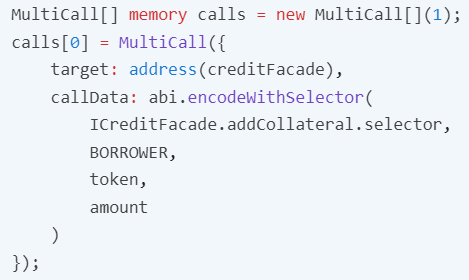 MultiCall[] memory calls = new MultiCall[](1);
calls[0] = MultiCall({
    target: address(creditFacade),
    callData: abi.encodeWithSelector(
        ICreditFacade.addCollateral.selector,
        BORROWER,
        token,
        amount
    )
});